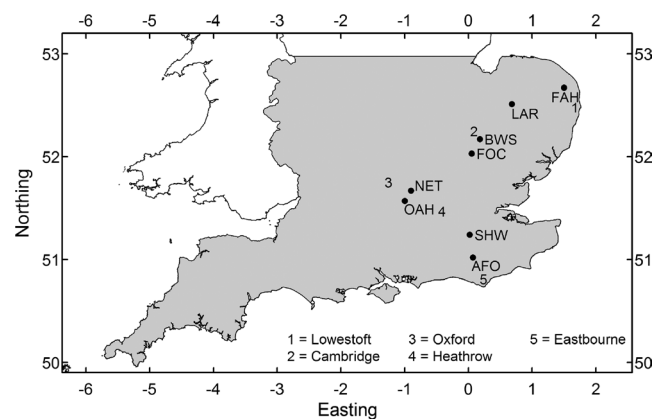 -6 -5 -4 -3 -2 -1 0 1 2
53 53
FAH
1
LAR
2 BWS
52 FOC 52
3 NET
OAH 4
SHW
51 51
AFO
5
1 = Lowestoft 3 = Oxford 5 = Eastbourne
2 = Cambridge 4 = Heathrow
50 50
-6 -5 -4 -3 -2 -1 0 1 2
Easting
Northing